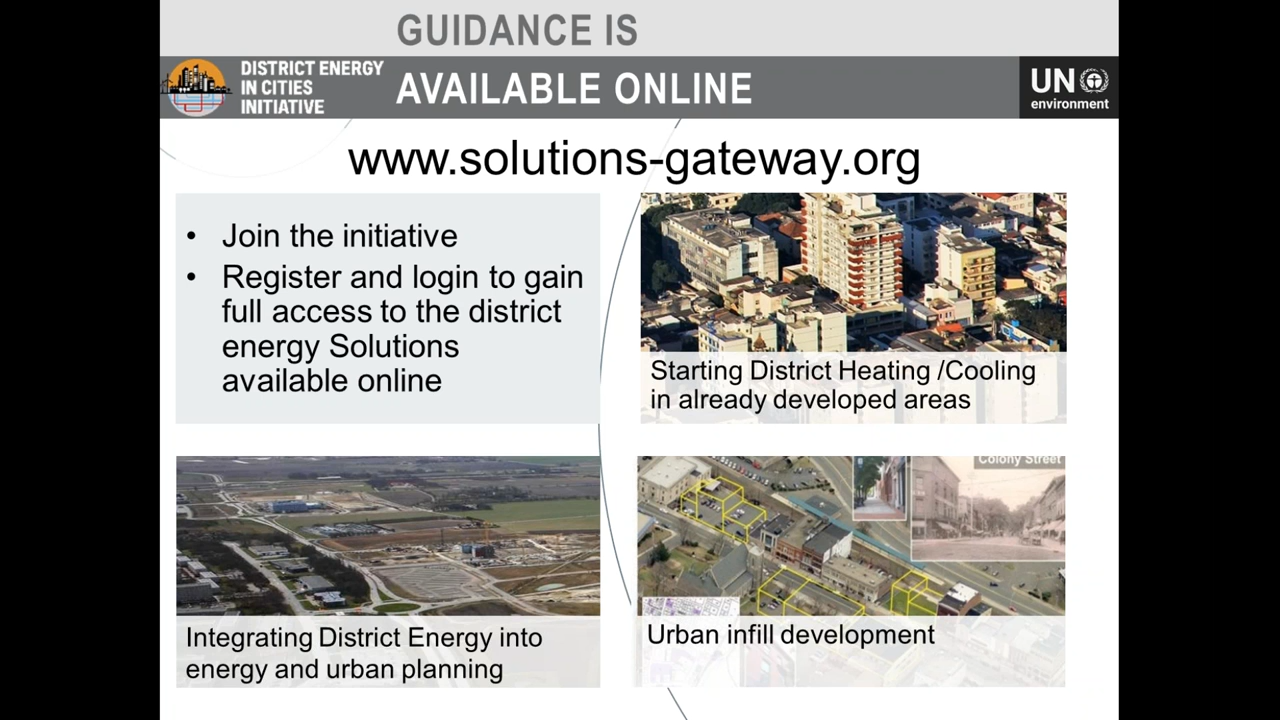 GUIDANCE IS
DISTRICT ENERGY
IN CITIES
INITIATIVE
AVAILABLE ONLINE
UN
environment
www.solutions-gateway.org
• Join the initiative
• Register and login to gain
full access to the district
energy Solutions
available online
Starting District Heating /Cooling
in already developed areas
Colony Street
Integrating District Energy into
energy and urban planning
Urban infill development